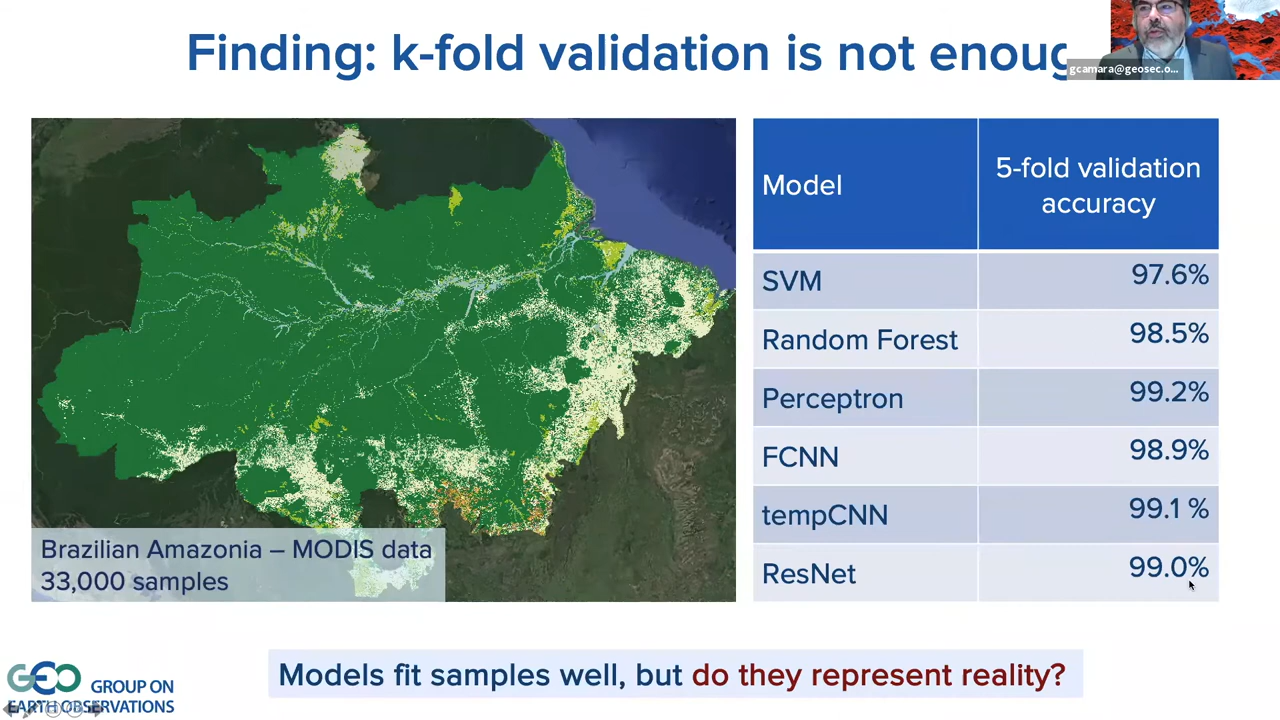 Finding: k-fold validation is not enoug
gcamara@geosec.o...
Model
5-fold validation
accuracy
SVM
97.6%
Random Forest
98.5%
Perceptron
99.2%
FCNN
98.9%
tempCNN
99.1 %
ResNet
99.0%
Brazilian Amazonia – MODIS data
33,000 samples
Models fit samples well, but do they represent reality?
GEO
GROUP ON
EARTH OBSERVATIONS